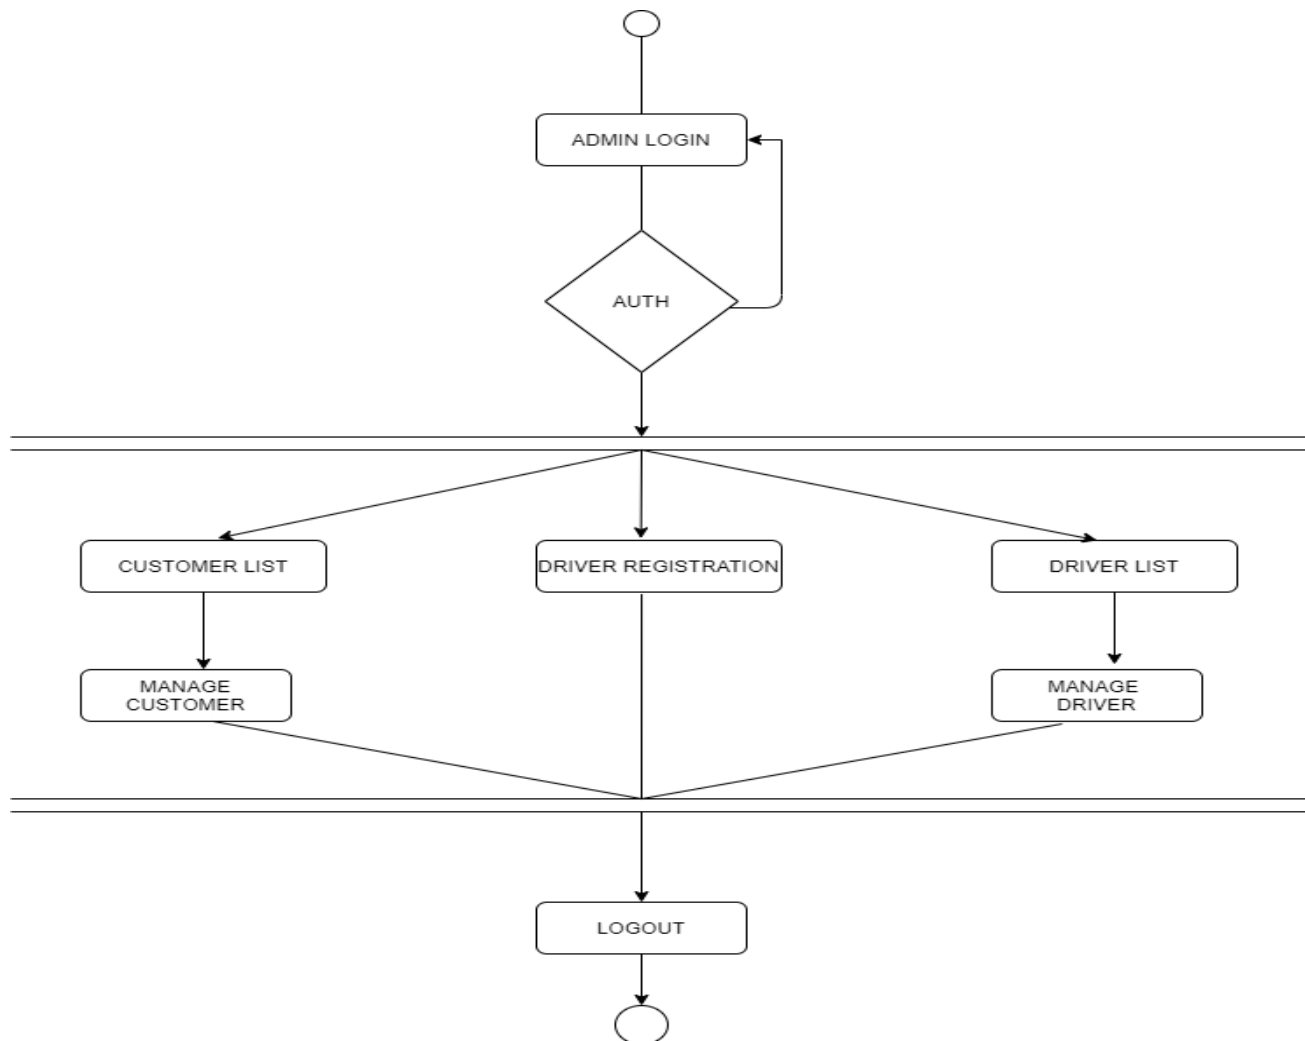 ADMIN LOGIN
AUTH
CUSTOMER LIST
DRIVER REGISTRATION
DRIVER LIST
MANAGE
CUSTOMER
MANAGE
DRIVER
LOGOUT